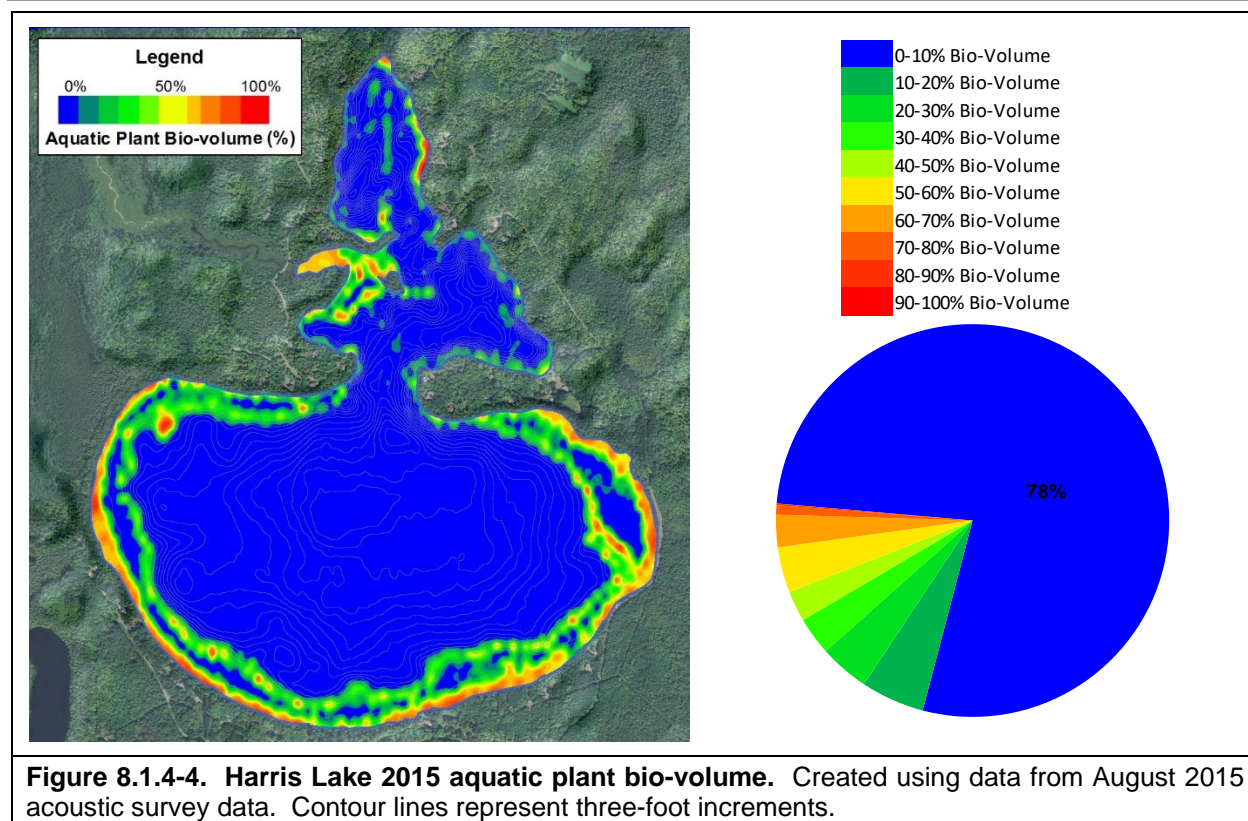 Legend
0% 50% 100%
Aquatic Plant Bio-volume (%)
0-10% Bio-Volume
10-20% Bio-Volume
20-30% Bio-Volume
30-40% Bio-Volume
40-50% Bio-Volume
50-60% Bio-Volume
60-70% Bio-Volume
70-80% Bio-Volume
80-90% Bio-Volume
90-100% Bio-Volume
78%
Figure 8.1.4-4. Harris Lake 2015 aquatic plant bio-volume. Created using data from August 2015
acoustic survey data. Contour lines represent three-foot increments.